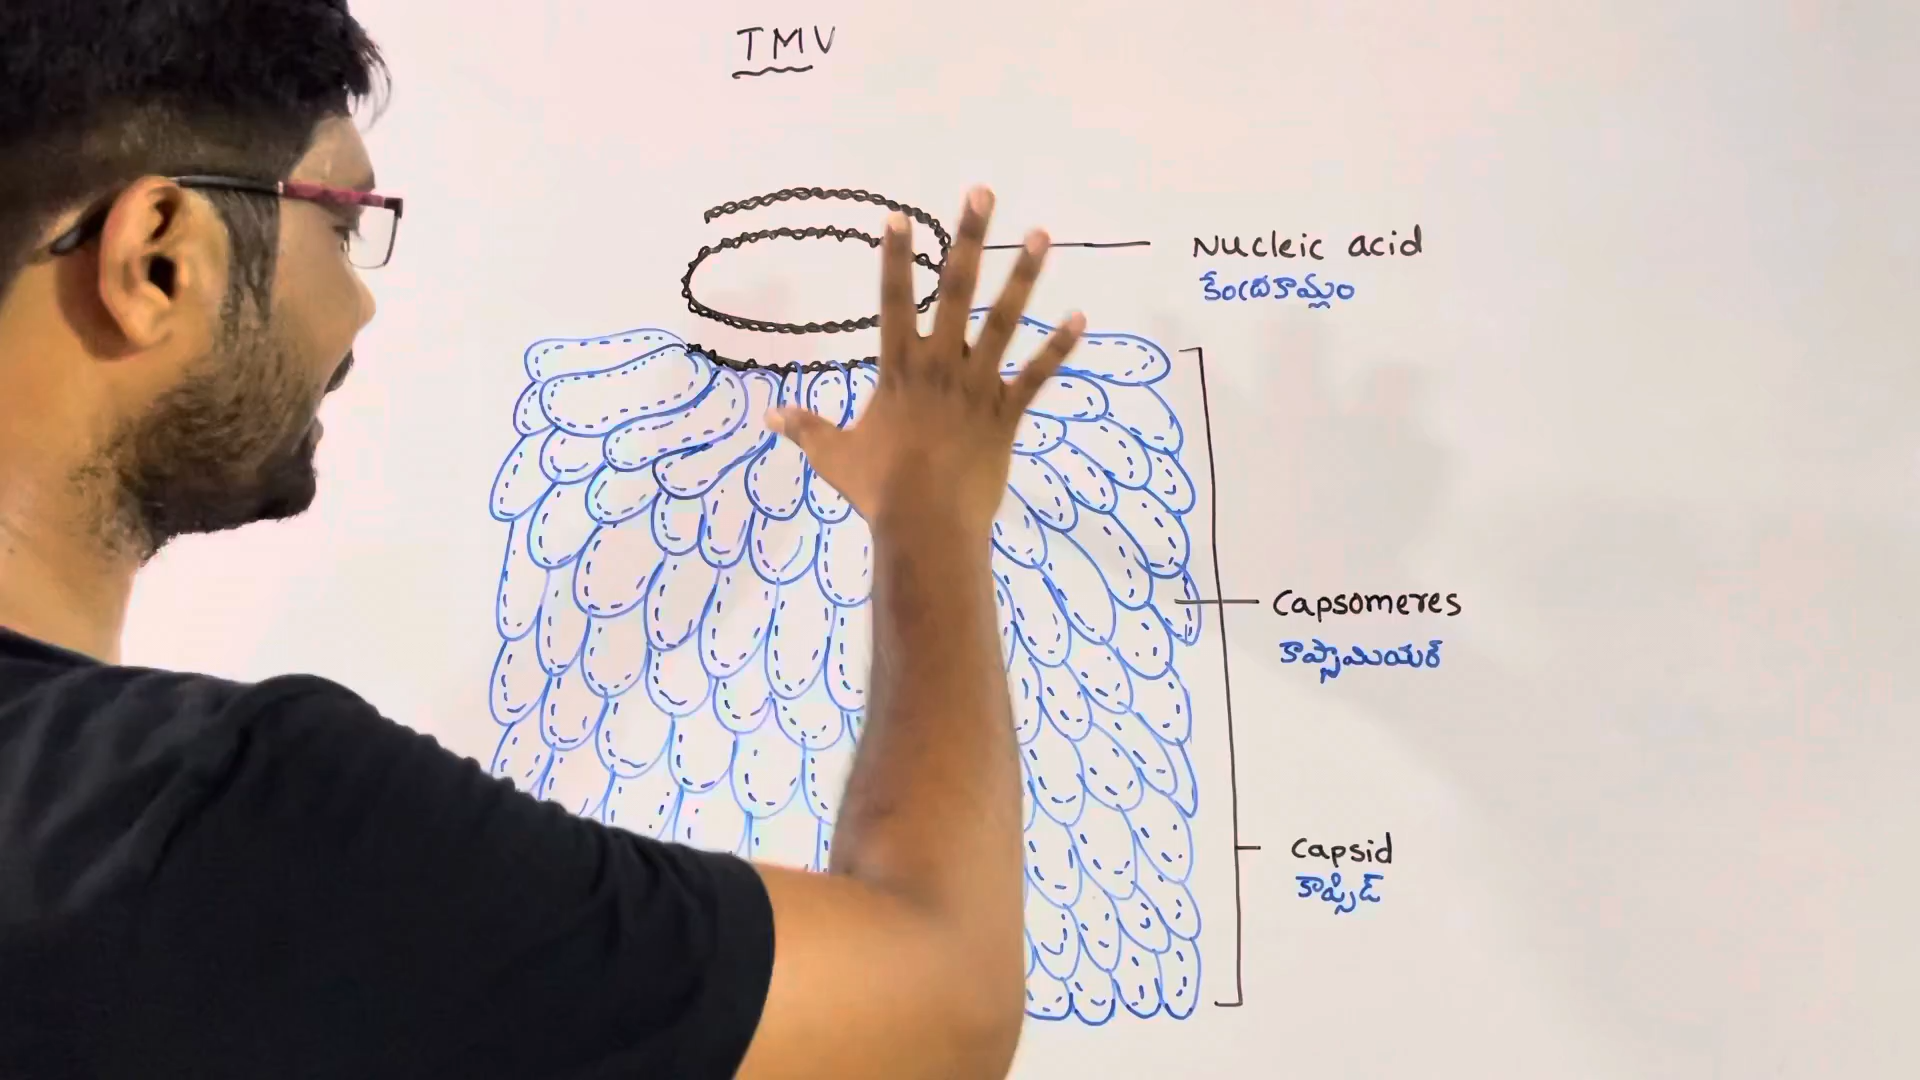 TMV
Nucleic acid
కేంద్రకామ్లం
Capsomeres
కాప్సోమియర్
Capsid
కాప్సిడ్